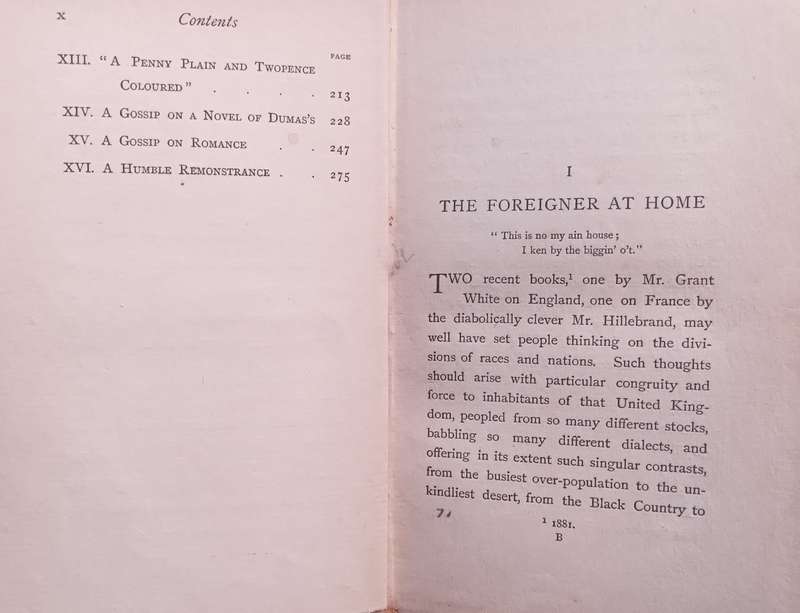 x Contents
PAGE
XIII. “A Penny Plain and Twopence
Coloured” . . . . 213
XIV. A Gossip on a Novel of Dumas’s 228
XV. A Gossip on Romance . . 247
XVI. A Humble Remonstrance . . 275
I
THE FOREIGNER AT HOME
“ This is no my ain house ;
I ken by the biggin’ o’t.”
TWO recent books,¹ one by Mr. Grant
White on England, one on France by
the diabolically clever Mr. Hillebrand, may
well have set people thinking on the divi-
sions of races and nations. Such thoughts
should arise with particular congruity and
force to inhabitants of that United King-
dom, peopled from so many different stocks,
babbling so many different dialects, and
offering in its extent such singular contrasts,
from the busiest over-population to the un-
kindliest desert, from the Black Country to
¹ 1881.
B